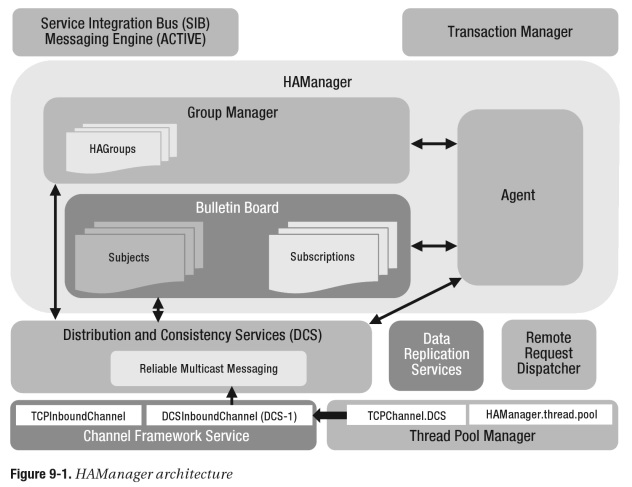 Service Integration Bus (SIB)
Messaging Engine (ACTIVE)
Transaction Manager
HAManager
Group Manager
HAGroups
Agent
Bulletin Board
Subjects
Subscriptions
Distribution and Consistency Services (DCS)
Reliable Multicast Messaging
Data
Replication
Services
Remote
Request
Dispatcher
TCPInboundChannel
DCSInboundChannel (DCS-1)
Channel Framework Service
TCPChannel.DCS
HAManager.thread.pool
Thread Pool Manager
Figure 9-1. HAManager architecture